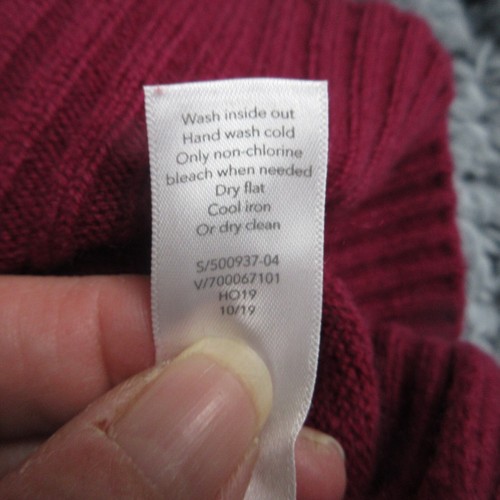 Wash inside out
Hand wash cold
Only non-chlorine
bleach when needed
Dry flat
Cool iron
Or dry clean
S/500937-04
V/700067101
HO19
10/19